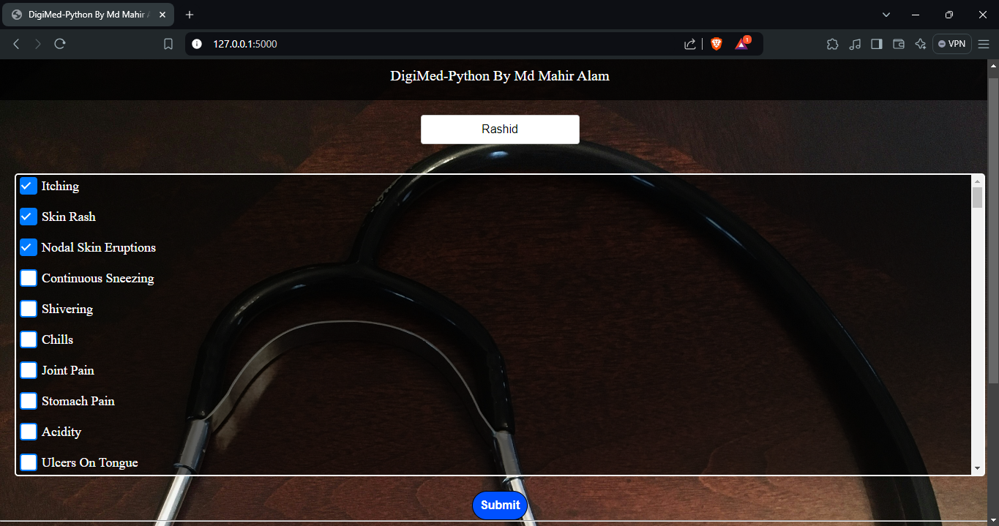 DigiMed-Python By Md Mahir A
127.0.0.1:5000
1
VPN
DigiMed-Python By Md Mahir Alam
Rashid
Itching
Skin Rash
Nodal Skin Eruptions
Continuous Sneezing
Shivering
Chills
Joint Pain
Stomach Pain
Acidity
Ulcers On Tongue
Submit